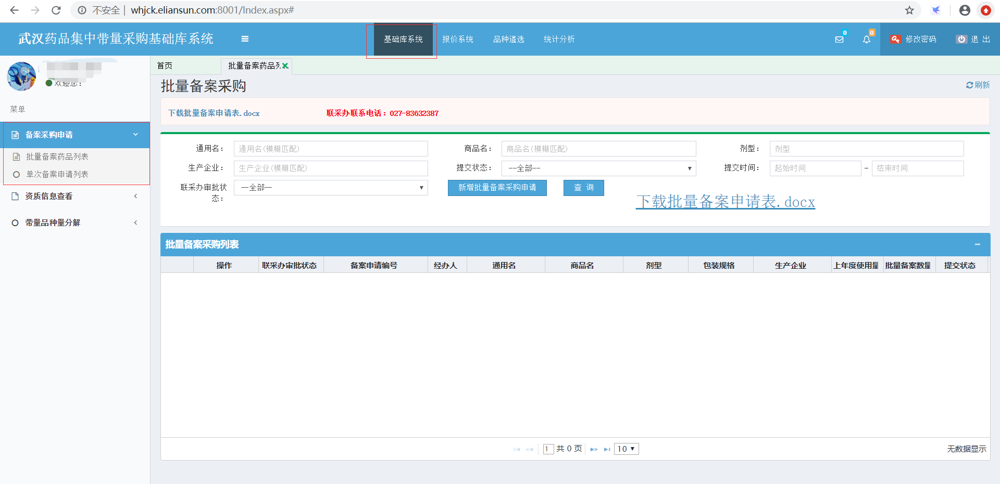 不安全 | whjck.eliansun.com:8001/Index.aspx#
武汉药品集中带量采购基础库系统
基础库系统 报价系统 品种遴选 统计分析
0 0 修改密码 退 出
首页 批量备案药品列
欢迎您：
菜单
备案采购申请
批量备案药品列表
单次备案申请列表
资质信息查看
带量品种量分解
批量备案采购 刷新
下载批量备案申请表.docx 联采办联系电话：027-83632387
通用名： 通用名(模糊匹配) 商品名： 商品名(模糊匹配) 剂型： 剂型
生产企业： 生产企业(模糊匹配) 提交状态： --全部-- 提交时间： 起始时间 - 结束时间
联采办审批状态： —全部— 新增批量备案采购申请 查 询
下载批量备案申请表.docx
批量备案采购列表
操作 联采办审批状态 备案申请编号 经办人 通用名 商品名 剂型 包装规格 生产企业 上年度使用量 批量备案数量 提交状态
1 共 0 页 10 无数据显示